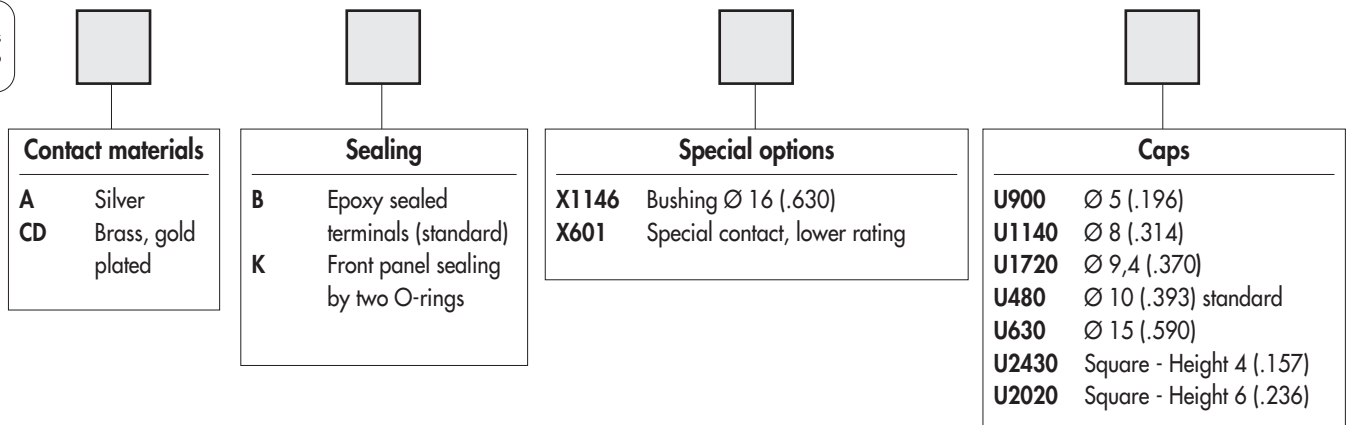 Contact materials
A Silver
CD Brass, gold
plated
Sealing
B Epoxy sealed
terminals (standard)
K Front panel sealing
by two O-rings
Special options
X1146 Bushing Ø 16 (.630)
X601 Special contact, lower rating
Caps
U900 Ø 5 (.196)
U1140 Ø 8 (.314)
U1720 Ø 9,4 (.370)
U480 Ø 10 (.393) standard
U630 Ø 15 (.590)
U2430 Square - Height 4 (.157)
U2020 Square - Height 6 (.236)